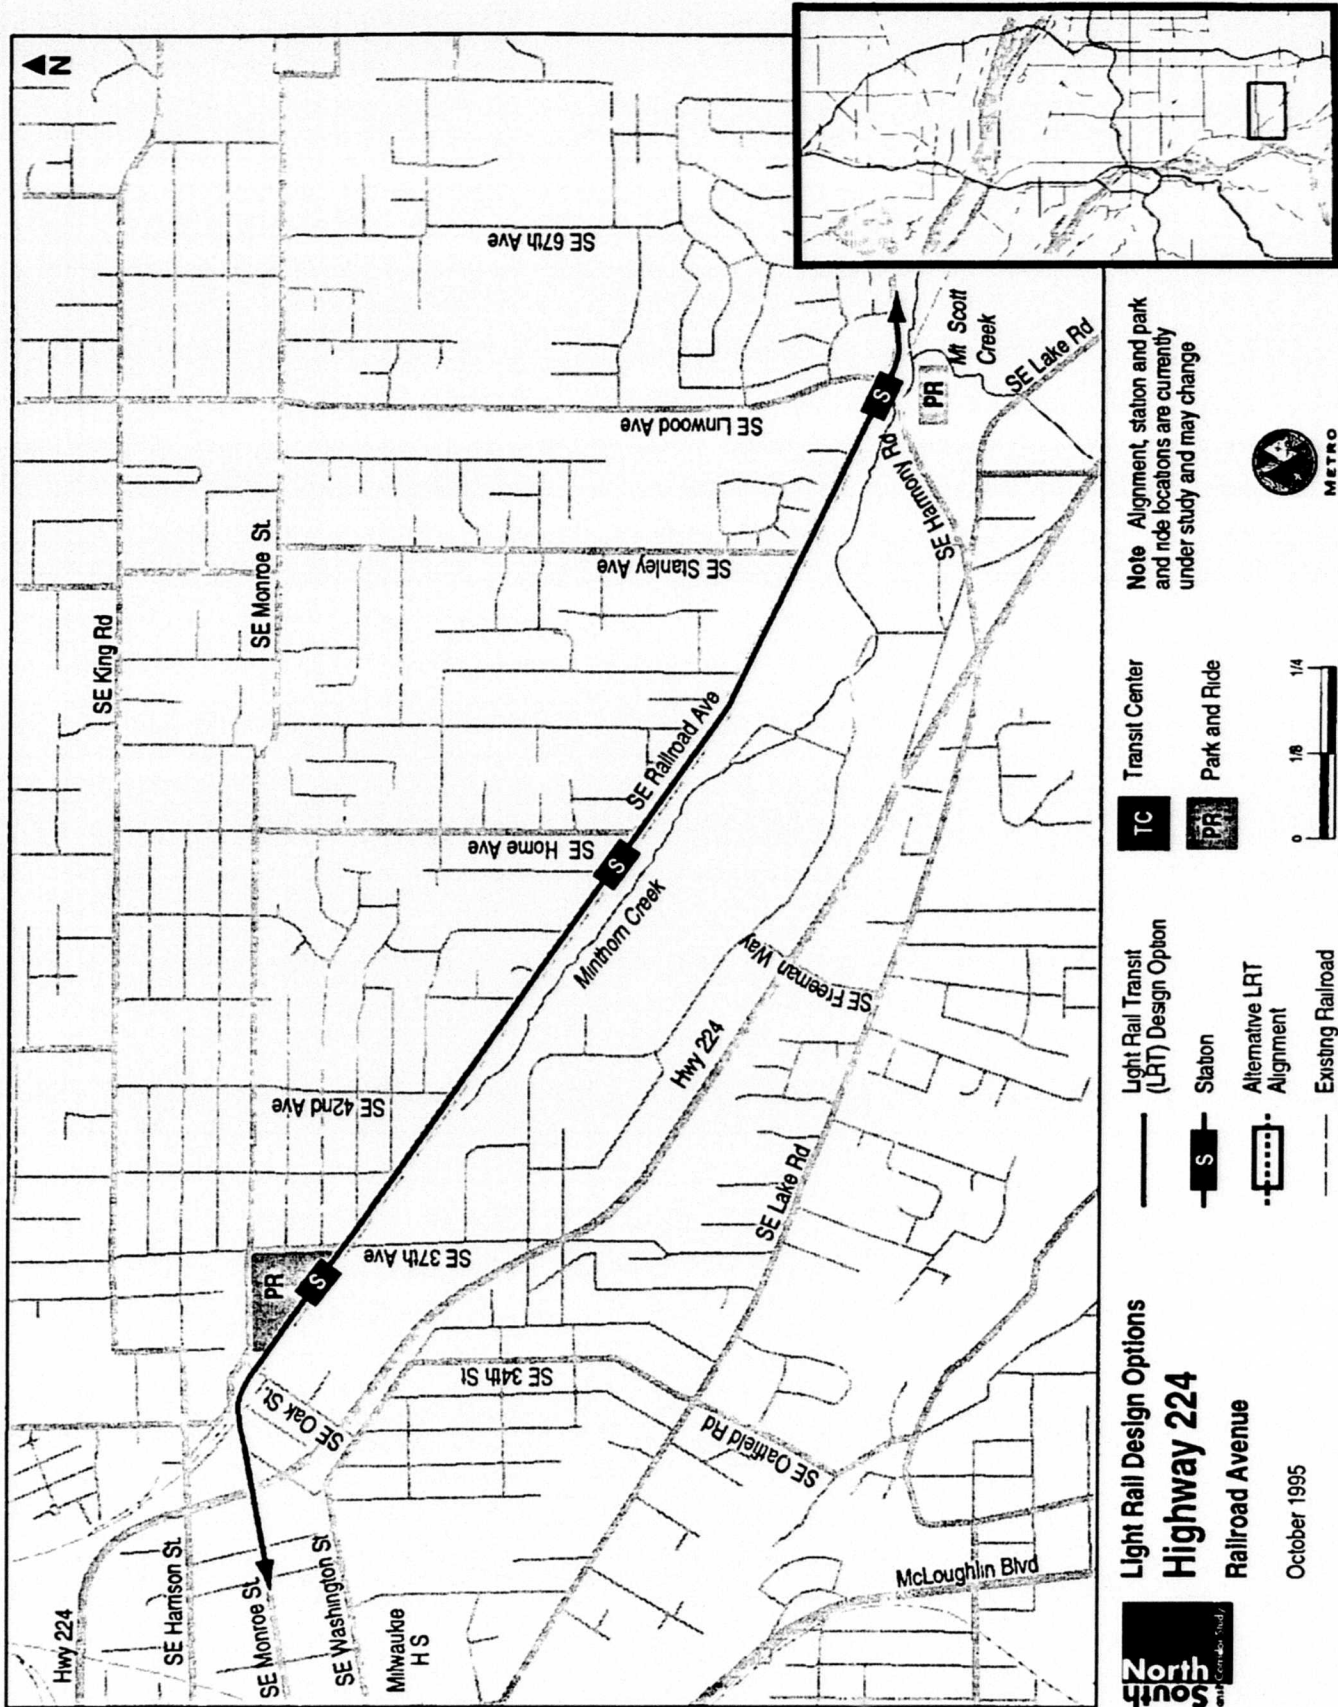 N
SE King Rd
SE Monroe St.
SE 67th Ave
SE Linwood Ave
SE Stanley Ave
SE Home Ave
SE Railroad Ave
SE 42nd Ave
SE 37th Ave
SE 34th St
SE Oak St.
Hwy 224
SE Harrison St.
SE Monroe St
SE Washington St
Milwaukie
H S
PR
S
S
S
PR
Minthorn Creek
Hwy 224
SE Freeman Way
SE Lake Rd
SE Oatfield Rd
McLoughlin Blvd
SE Harmony Rd
Mt Scott
Creek
SE Lake Rd
North
South
Light Rail Design Options
Highway 224
Railroad Avenue
October 1995
Light Rail Transit
(LRT) Design Option
S
Station
Alternative LRT
Alignment
Existing Railroad
TC
Transit Center
PR
Park and Ride
0
1/8
1/4
Note Alignment, station and park
and ride locations are currently
under study and may change
METRO